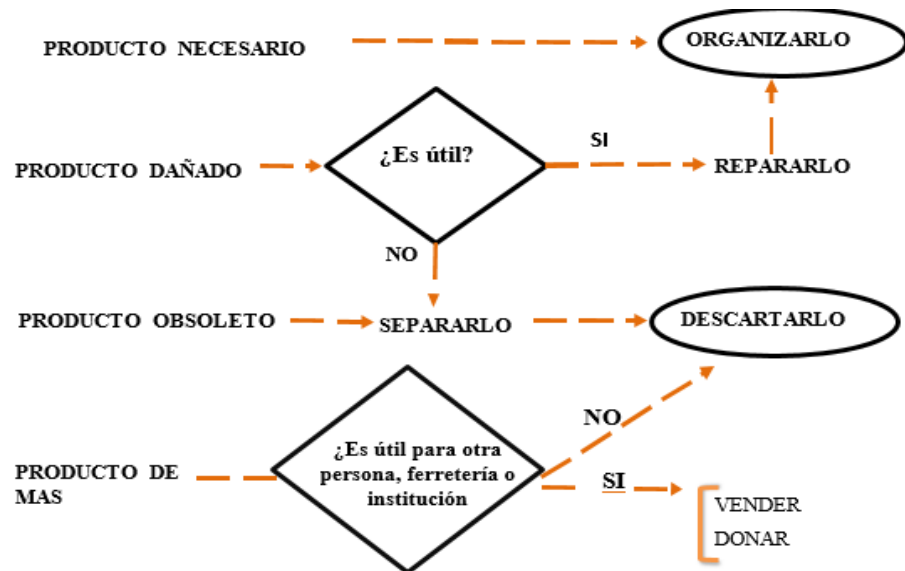 PRODUCTO NECESARIO
ORGANIZARLO
PRODUCTO DAÑADO
¿Es útil?
SI
REPARARLO
NO
PRODUCTO OBSOLETO
SEPARARLO
DESCARTARLO
PRODUCTO DE
MAS
¿Es útil para otra
persona, ferretería o
institución
NO
SI
VENDER
DONAR